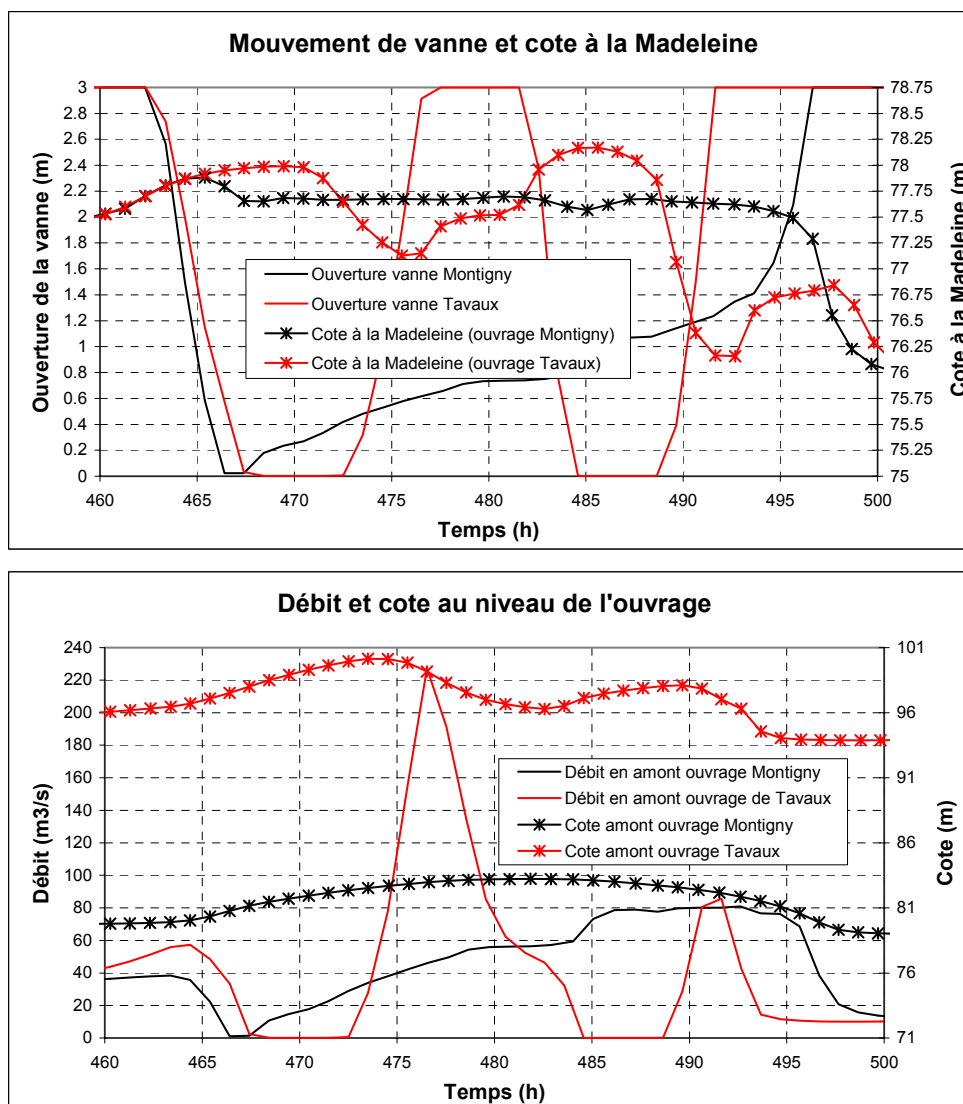 Mouvement de vanne et cote à la Madeleine
Ouverture de la vanne (m)
3
2.8
2.6
2.4
2.2
2
1.8
1.6
1.4
1.2
1
0.8
0.6
0.4
0.2
0
78.75
78.5
78.25
78
77.75
77.5
77.25
77
76.75
76.5
76.25
76
75.75
75.5
75.25
75
Cote à la Madeleine (m)
Ouverture vanne Montigny
Ouverture vanne Tavaux
Cote à la Madeleine (ouvrage Montigny)
Cote à la Madeleine (ouvrage Tavaux)
460 465 470 475 480 485 490 495 500
Temps (h)
Débit et cote au niveau de l'ouvrage
Débit (m3/s)
240
220
200
180
160
140
120
100
80
60
40
20
0
101
96
91
86
81
76
71
Cote (m)
Débit en amont ouvrage Montigny
Débit en amont ouvrage de Tavaux
Cote amont ouvrage Montigny
Cote amont ouvrage Tavaux
460 465 470 475 480 485 490 495 500
Temps (h)